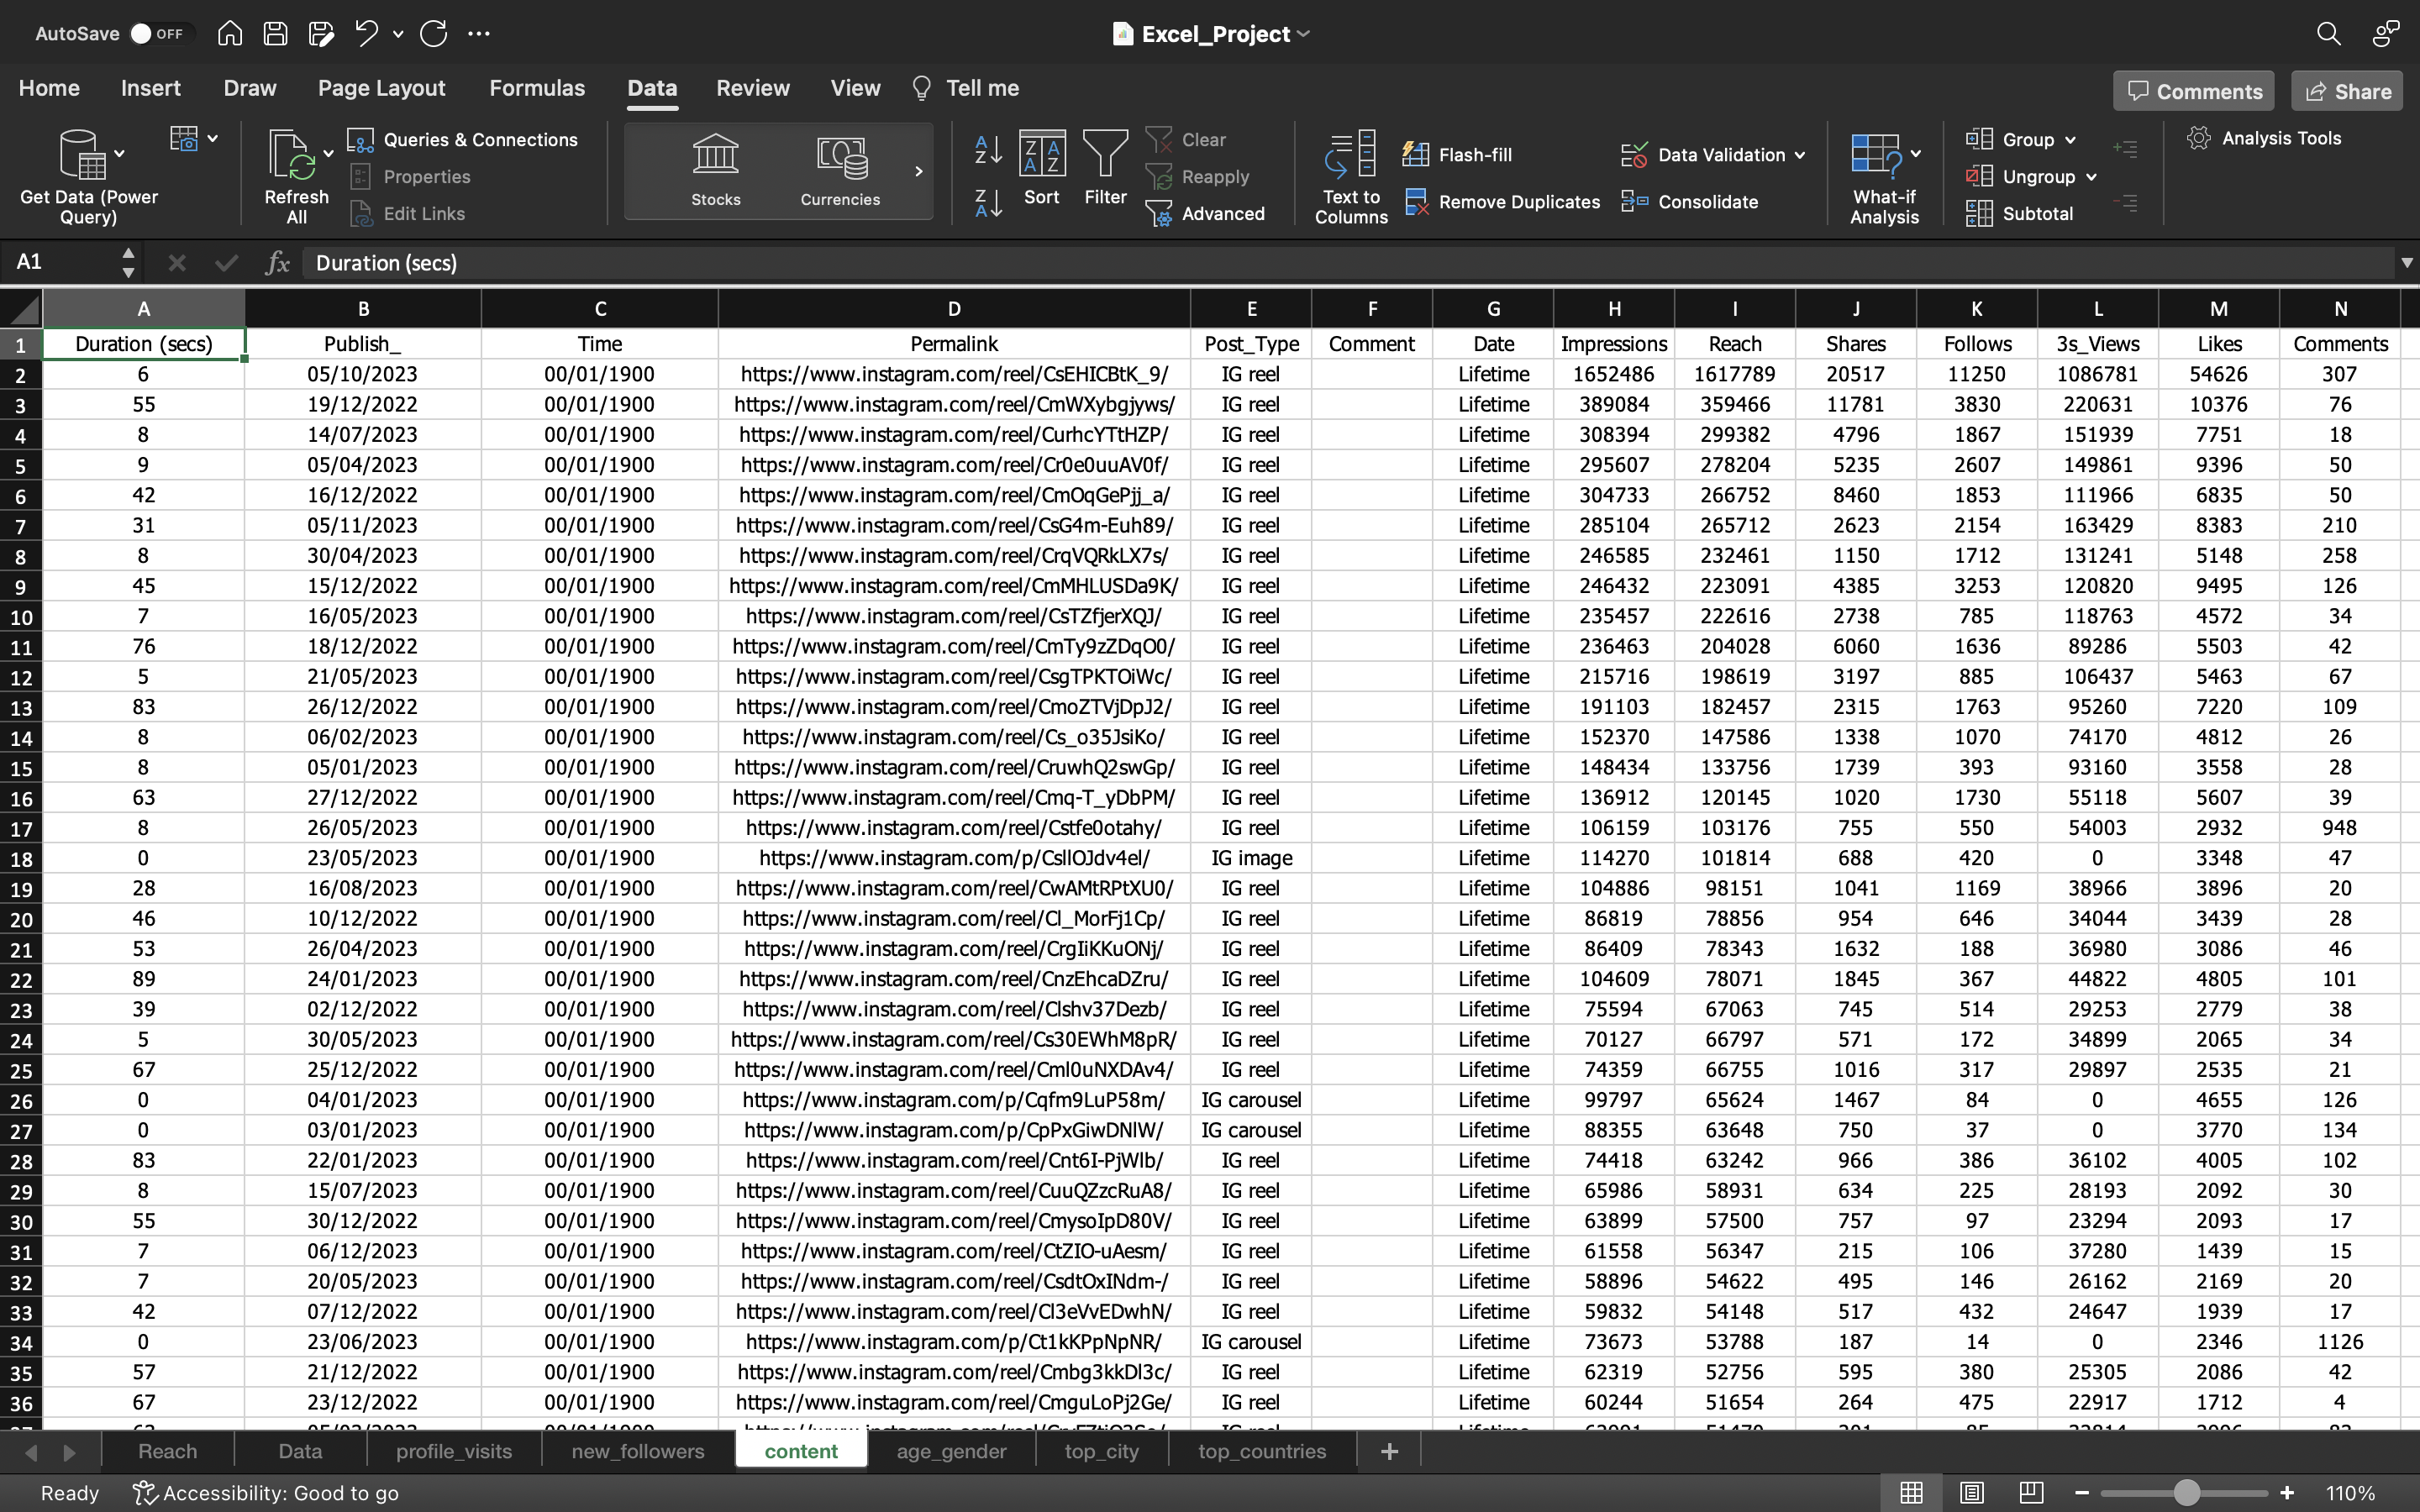 AutoSave OFF Excel_Project
Home Insert Draw Page Layout Formulas Data Review View Tell me Comments Share
Get Data (Power Query) Refresh All Queries & Connections Properties Edit Links Stocks Currencies Sort Filter Clear Reapply Advanced Text to Columns Flash-fill Remove Duplicates Data Validation Consolidate What-if Analysis Group Ungroup Subtotal Analysis Tools
A1 fx Duration (secs)
A B C D E F G H I J K L M N
1 Duration (secs) Publish_ Time Permalink Post_Type Comment Date Impressions Reach Shares Follows 3s_Views Likes Comments
2 6 05/10/2023 00/01/1900 https://www.instagram.com/reel/CsEHICBtK_9/ IG reel Lifetime 1652486 1617789 20517 11250 1086781 54626 307
3 55 19/12/2022 00/01/1900 https://www.instagram.com/reel/CmWXybgjyws/ IG reel Lifetime 389084 359466 11781 3830 220631 10376 76
4 8 14/07/2023 00/01/1900 https://www.instagram.com/reel/CurhcYTtHZP/ IG reel Lifetime 308394 299382 4796 1867 151939 7751 18
5 9 05/04/2023 00/01/1900 https://www.instagram.com/reel/Cr0e0uuAV0f/ IG reel Lifetime 295607 278204 5235 2607 149861 9396 50
6 42 16/12/2022 00/01/1900 https://www.instagram.com/reel/CmOqGePjj_a/ IG reel Lifetime 304733 266752 8460 1853 111966 6835 50
7 31 05/11/2023 00/01/1900 https://www.instagram.com/reel/CsG4m-Euh89/ IG reel Lifetime 285104 265712 2623 2154 163429 8383 210
8 8 30/04/2023 00/01/1900 https://www.instagram.com/reel/CrqVQRkLX7s/ IG reel Lifetime 246585 232461 1150 1712 131241 5148 258
9 45 15/12/2022 00/01/1900 https://www.instagram.com/reel/CmMHLUSDa9K/ IG reel Lifetime 246432 223091 4385 3253 120820 9495 126
10 7 16/05/2023 00/01/1900 https://www.instagram.com/reel/CsTZfjerXQJ/ IG reel Lifetime 235457 222616 2738 785 118763 4572 34
11 76 18/12/2022 00/01/1900 https://www.instagram.com/reel/CmTy9zZDqO0/ IG reel Lifetime 236463 204028 6060 1636 89286 5503 42
12 5 21/05/2023 00/01/1900 https://www.instagram.com/reel/CsgTPKTOiWc/ IG reel Lifetime 215716 198619 3197 885 106437 5463 67
13 83 26/12/2022 00/01/1900 https://www.instagram.com/reel/CmoZTVjDpJ2/ IG reel Lifetime 191103 182457 2315 1763 95260 7220 109
14 8 06/02/2023 00/01/1900 https://www.instagram.com/reel/Cs_o35JsiKo/ IG reel Lifetime 152370 147586 1338 1070 74170 4812 26
15 8 05/01/2023 00/01/1900 https://www.instagram.com/reel/CruwhQ2swGp/ IG reel Lifetime 148434 133756 1739 393 93160 3558 28
16 63 27/12/2022 00/01/1900 https://www.instagram.com/reel/Cmq-T_yDbPM/ IG reel Lifetime 136912 120145 1020 1730 55118 5607 39
17 8 26/05/2023 00/01/1900 https://www.instagram.com/reel/Cstfe0otahy/ IG reel Lifetime 106159 103176 755 550 54003 2932 948
18 0 23/05/2023 00/01/1900 https://www.instagram.com/p/CsllOJdv4el/ IG image Lifetime 114270 101814 688 420 0 3348 47
19 28 16/08/2023 00/01/1900 https://www.instagram.com/reel/CwAMtRPtXU0/ IG reel Lifetime 104886 98151 1041 1169 38966 3896 20
20 46 10/12/2022 00/01/1900 https://www.instagram.com/reel/Cl_MorFj1Cp/ IG reel Lifetime 86819 78856 954 646 34044 3439 28
21 53 26/04/2023 00/01/1900 https://www.instagram.com/reel/CrgIiKKuONj/ IG reel Lifetime 86409 78343 1632 188 36980 3086 46
22 89 24/01/2023 00/01/1900 https://www.instagram.com/reel/CnzEhcaDZru/ IG reel Lifetime 104609 78071 1845 367 44822 4805 101
23 39 02/12/2022 00/01/1900 https://www.instagram.com/reel/Clshv37Dezb/ IG reel Lifetime 75594 67063 745 514 29253 2779 38
24 5 30/05/2023 00/01/1900 https://www.instagram.com/reel/Cs30EWhM8pR/ IG reel Lifetime 70127 66797 571 172 34899 2065 34
25 67 25/12/2022 00/01/1900 https://www.instagram.com/reel/Cml0uNXDAv4/ IG reel Lifetime 74359 66755 1016 317 29897 2535 21
26 0 04/01/2023 00/01/1900 https://www.instagram.com/p/Cqfm9LuP58m/ IG carousel Lifetime 99797 65624 1467 84 0 4655 126
27 0 03/01/2023 00/01/1900 https://www.instagram.com/p/CpPxGiwDNlW/ IG carousel Lifetime 88355 63648 750 37 0 3770 134
28 83 22/01/2023 00/01/1900 https://www.instagram.com/reel/Cnt6I-PjWlb/ IG reel Lifetime 74418 63242 966 386 36102 4005 102
29 8 15/07/2023 00/01/1900 https://www.instagram.com/reel/CuuQZzcRuA8/ IG reel Lifetime 65986 58931 634 225 28193 2092 30
30 55 30/12/2022 00/01/1900 https://www.instagram.com/reel/CmysoIpD80V/ IG reel Lifetime 63899 57500 757 97 23294 2093 17
31 7 06/12/2023 00/01/1900 https://www.instagram.com/reel/CtZIO-uAesm/ IG reel Lifetime 61558 56347 215 106 37280 1439 15
32 7 20/05/2023 00/01/1900 https://www.instagram.com/reel/CsdtOxINdm-/ IG reel Lifetime 58896 54622 495 146 26162 2169 20
33 42 07/12/2022 00/01/1900 https://www.instagram.com/reel/Cl3eVvEDwhN/ IG reel Lifetime 59832 54148 517 432 24647 1939 17
34 0 23/06/2023 00/01/1900 https://www.instagram.com/p/Ct1kKPpNpNR/ IG carousel Lifetime 73673 53788 187 14 0 2346 1126
35 57 21/12/2022 00/01/1900 https://www.instagram.com/reel/Cmbg3kkDl3c/ IG reel Lifetime 62319 52756 595 380 25305 2086 42
36 67 23/12/2022 00/01/1900 https://www.instagram.com/reel/CmguLoPj2Ge/ IG reel Lifetime 60244 51654 264 475 22917 1712 4
Reach Data profile_visits new_followers content age_gender top_city top_countries
Ready Accessibility: Good to go 110%